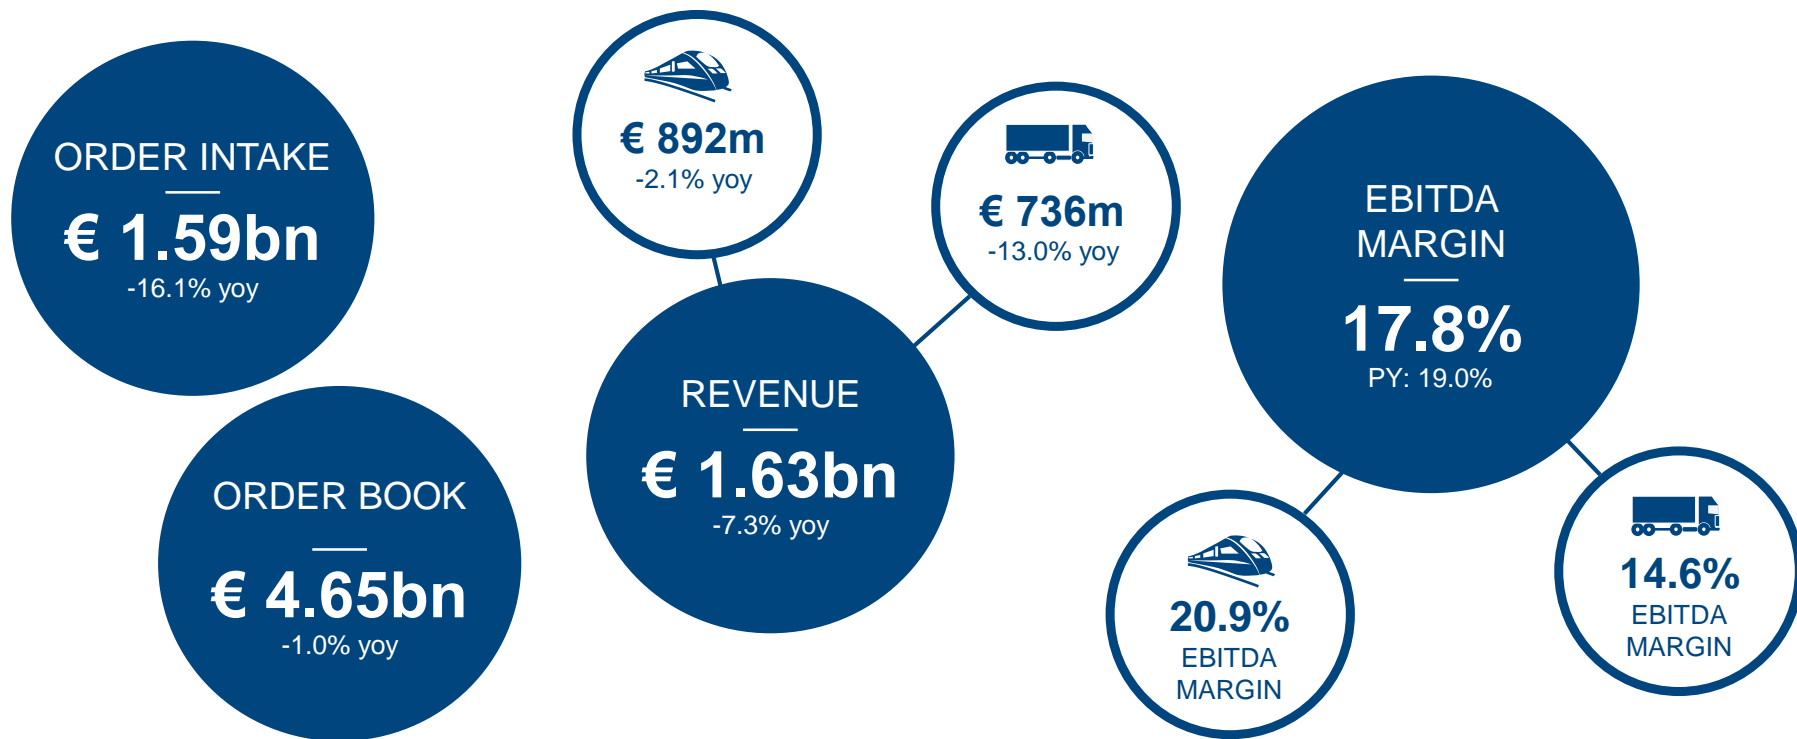 ORDER INTAKE
€ 1.59bn
-16.1% yoy
ORDER BOOK
€ 4.65bn
-1.0% yoy
€ 892m
-2.1% yoy
€ 736m
-13.0% yoy
REVENUE
€ 1.63bn
-7.3% yoy
EBITDA
MARGIN
17.8%
PY: 19.0%
20.9%
EBITDA
MARGIN
14.6%
EBITDA
MARGIN